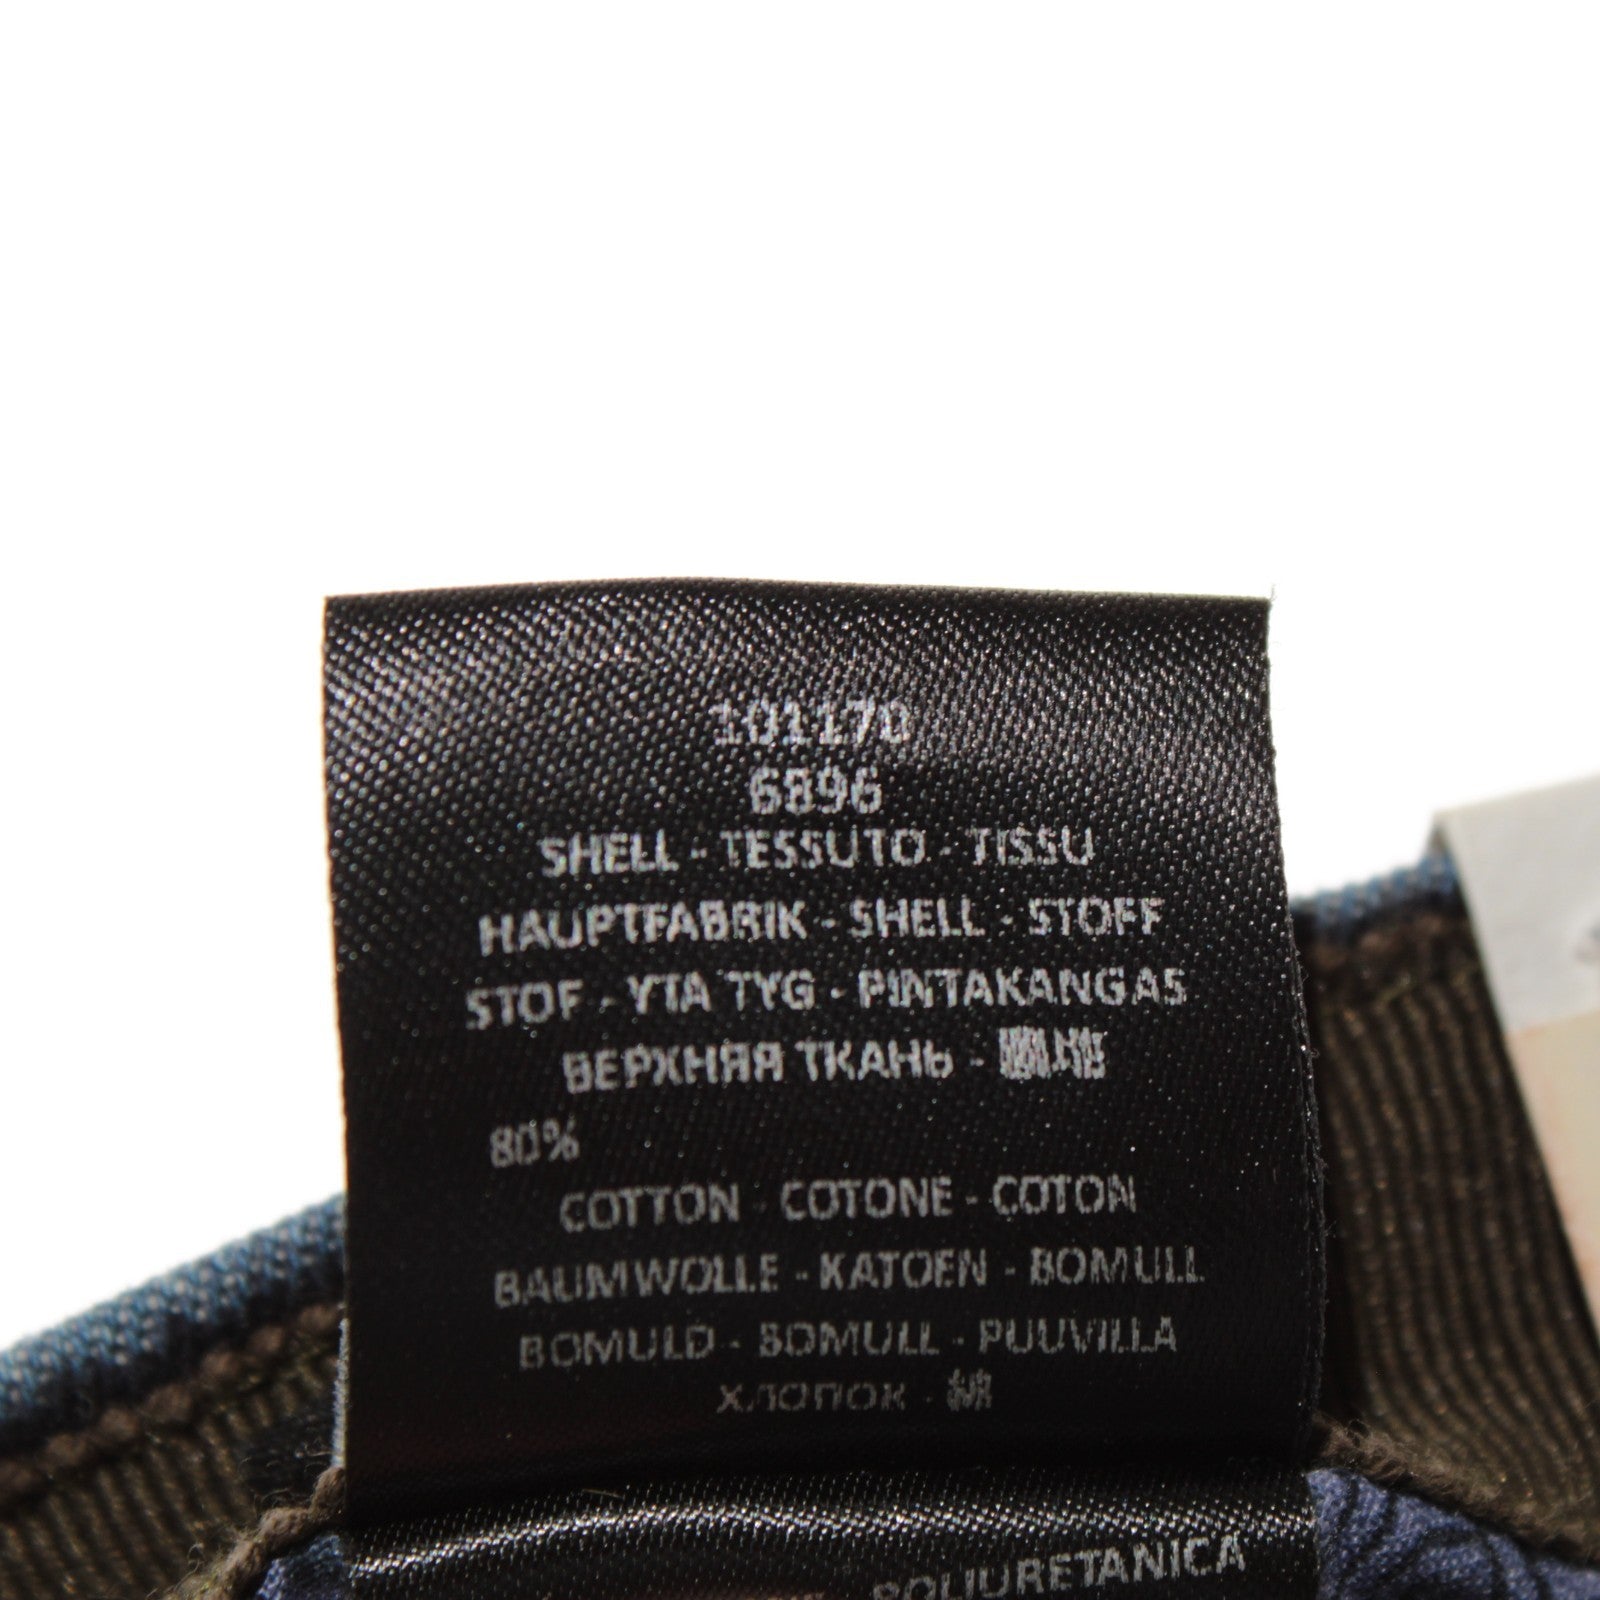 101170
6896
SHELL - TESSUTO - TISSU
HAUPTFABRIK - SHELL - STOFF
STOF - YTA TYG - PINTAKANGAS
ВЕРХНЯЯ ТКАНЬ -
80%
COTTON - COTONE - COTON
BAUMWOLLE - KATOEN - BOMULL
BOMULD - BOMULL - PUUVILLA
ХЛОПОК - 棉
POLIURETANICA